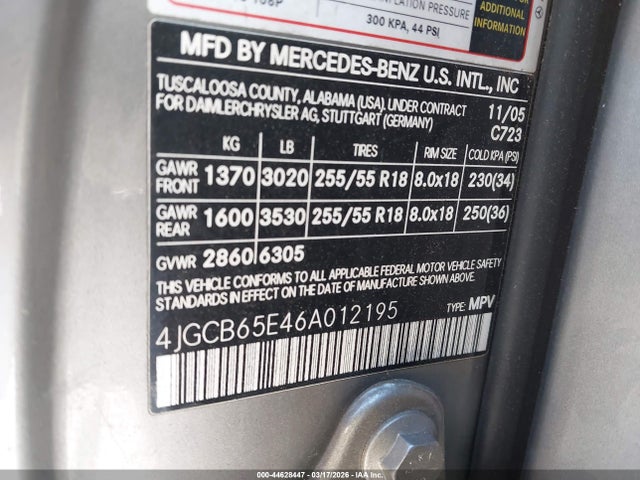 INFLATION PRESSURE
300 KPA, 44 PSI
FOR
ADDITIONAL
INFORMATION
MFD BY MERCEDES-BENZ U.S. INTL., INC
TUSCALOOSA COUNTY, ALABAMA (USA). UNDER CONTRACT 11/05
FOR DAIMLERCHRYSLER AG, STUTTGART (GERMANY) C723
KG LB TIRES RIM SIZE COLD KPA (PSI)
GAWR FRONT 1370 3020 255/55 R18 8.0x18 230(34)
GAWR REAR 1600 3530 255/55 R18 8.0x18 250(36)
GVWR 2860 6305
THIS VEHICLE CONFORMS TO ALL APPLICABLE FEDERAL MOTOR VEHICLE SAFETY
STANDARDS IN EFFECT ON THE DATE OF MANUFACTURE SHOWN ABOVE.
4JGCB65E46A012195 TYPE: MPV
000-44628447 - 03/17/2026 - COPART, INC.